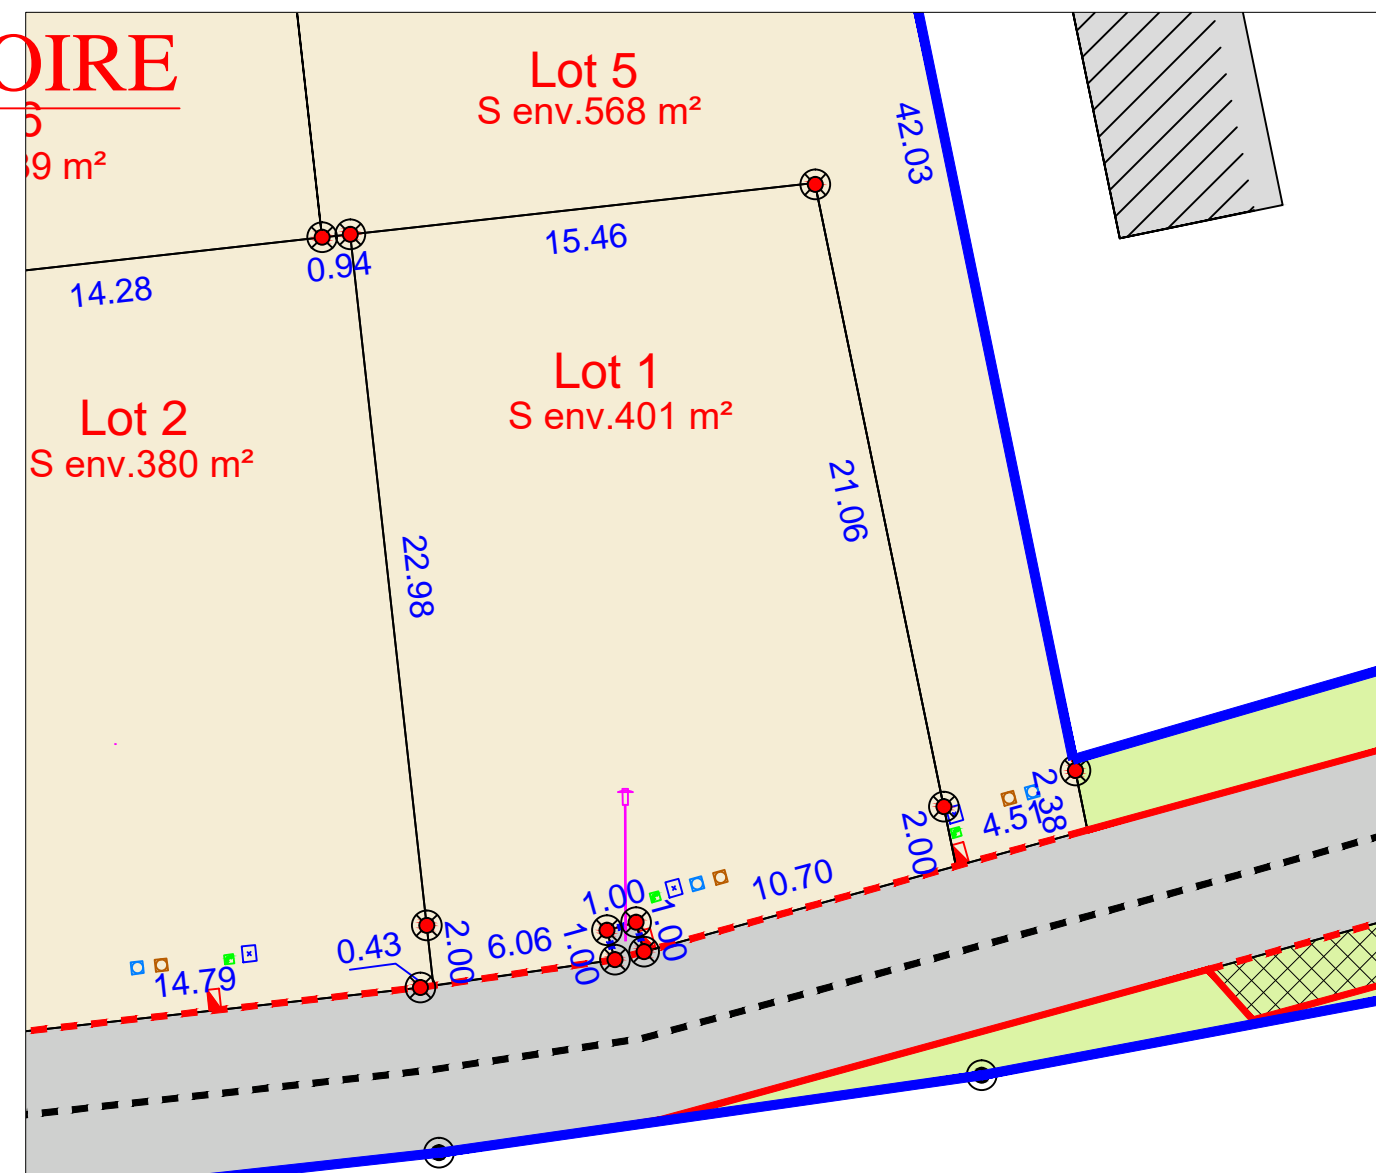 OIRE
Lot 5
S env.568 m²
6
39 m²
42.03
15.46
0.94
14.28
Lot 1
S env.401 m²
Lot 2
S env.380 m²
21.06
22.98
2.38
4.51
2.00
10.70
1.00
1.00
1.00
6.06
2.00
0.43
14.79